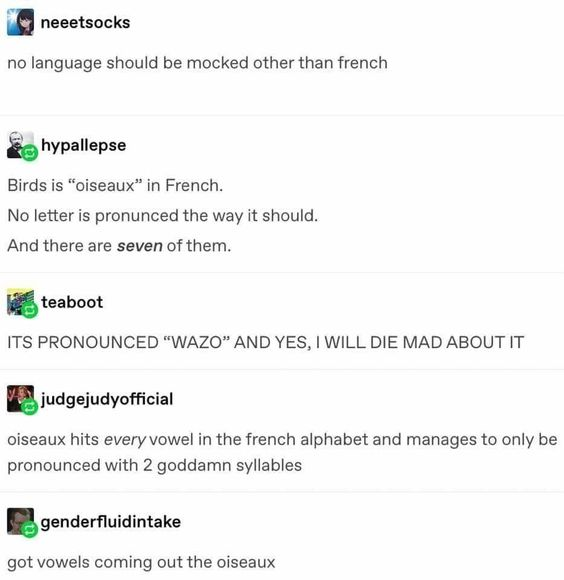 neeetsocks
no language should be mocked other than french
hypallepse
Birds is “oiseaux” in French.
No letter is pronunced the way it should.
And there are seven of them.
teaboot
ITS PRONOUNCED “WAZO” AND YES, I WILL DIE MAD ABOUT IT
judgejudyofficial
oiseaux hits every vowel in the french alphabet and manages to only be
pronounced with 2 goddamn syllables
genderfluidintake
got vowels coming out the oiseaux